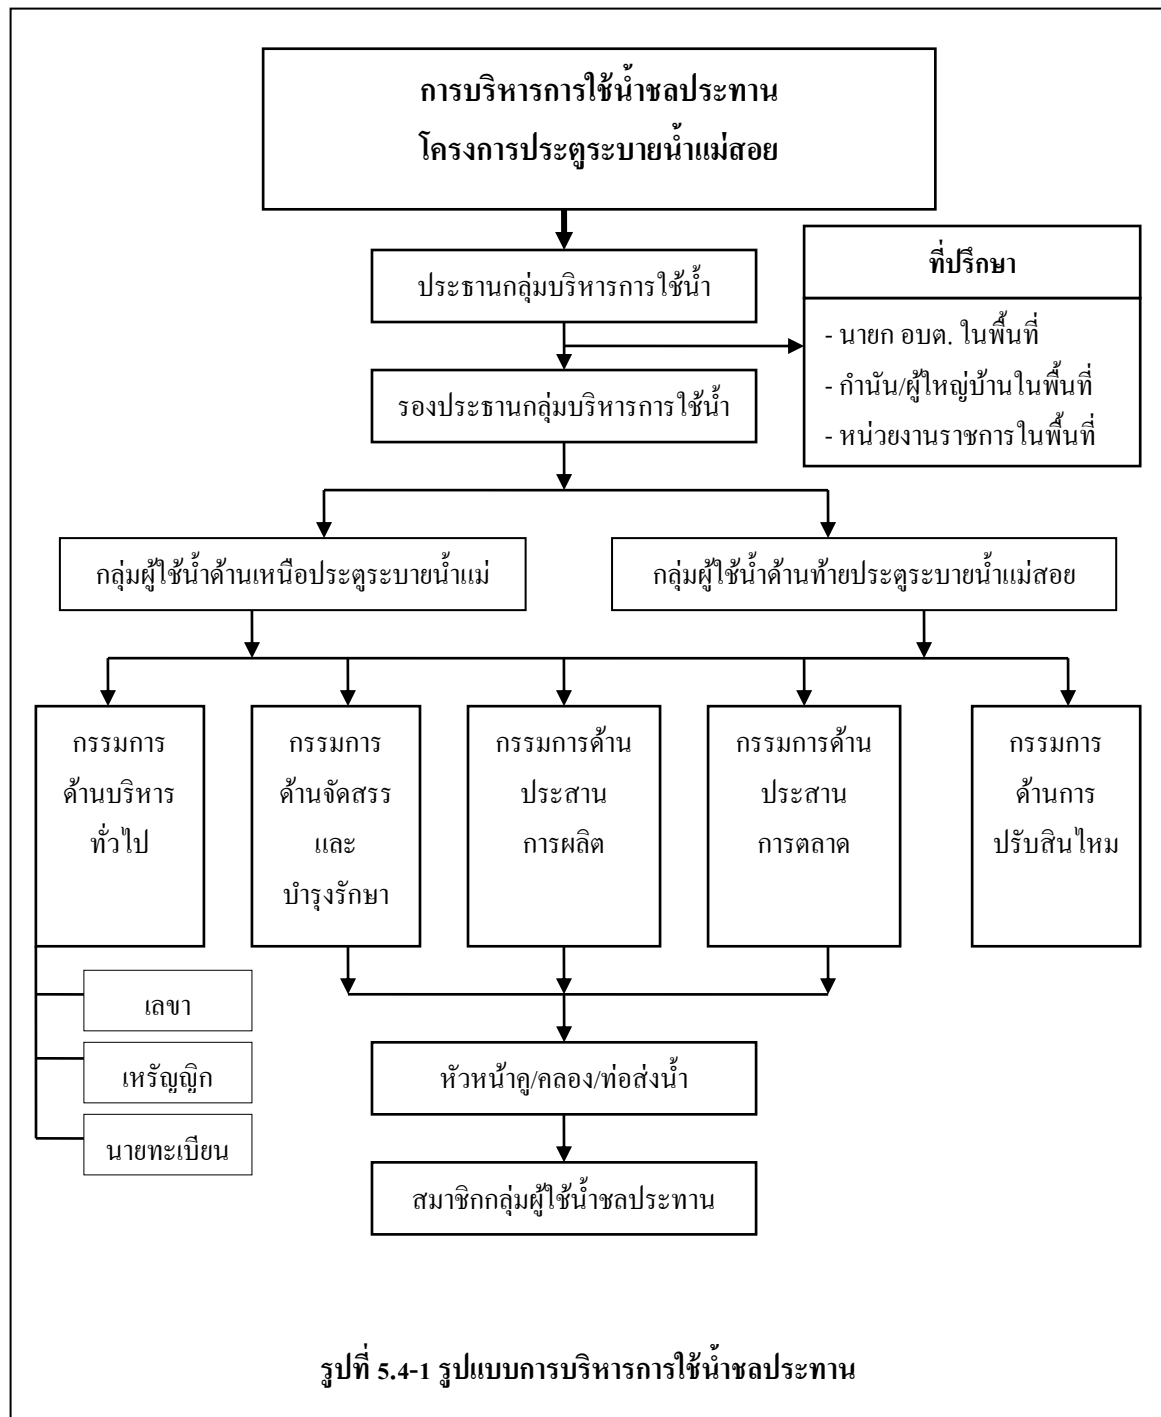 การบริหารการใช้น้ำชลประทาน
โครงการประตูระบายน้ำแม่สอย
ประธานกลุ่มบริหารการใช้น้ำ
ที่ปรึกษา
- นายก อบต. ในพื้นที่
- กำนัน/ผู้ใหญ่บ้านในพื้นที่
- หน่วยงานราชการในพื้นที่
รองประธานกลุ่มบริหารการใช้น้ำ
กลุ่มผู้ใช้น้ำด้านเหนือประตูระบายน้ำแม่
กลุ่มผู้ใช้น้ำด้านท้ายประตูระบายน้ำแม่สอย
กรรมการ
ด้านบริหาร
ทั่วไป
กรรมการ
ด้านจัดสรร
และ
บำรุงรักษา
กรรมการด้าน
ประสาน
การผลิต
กรรมการด้าน
ประสาน
การตลาด
กรรมการ
ด้านการ
ปรับสินไหม
เลขา
เหรัญญิก
นายทะเบียน
หัวหน้าคู/คลอง/ท่อส่งน้ำ
สมาชิกกลุ่มผู้ใช้น้ำชลประทาน
รูปที่ 5.4-1 รูปแบบการบริหารการใช้น้ำชลประทาน